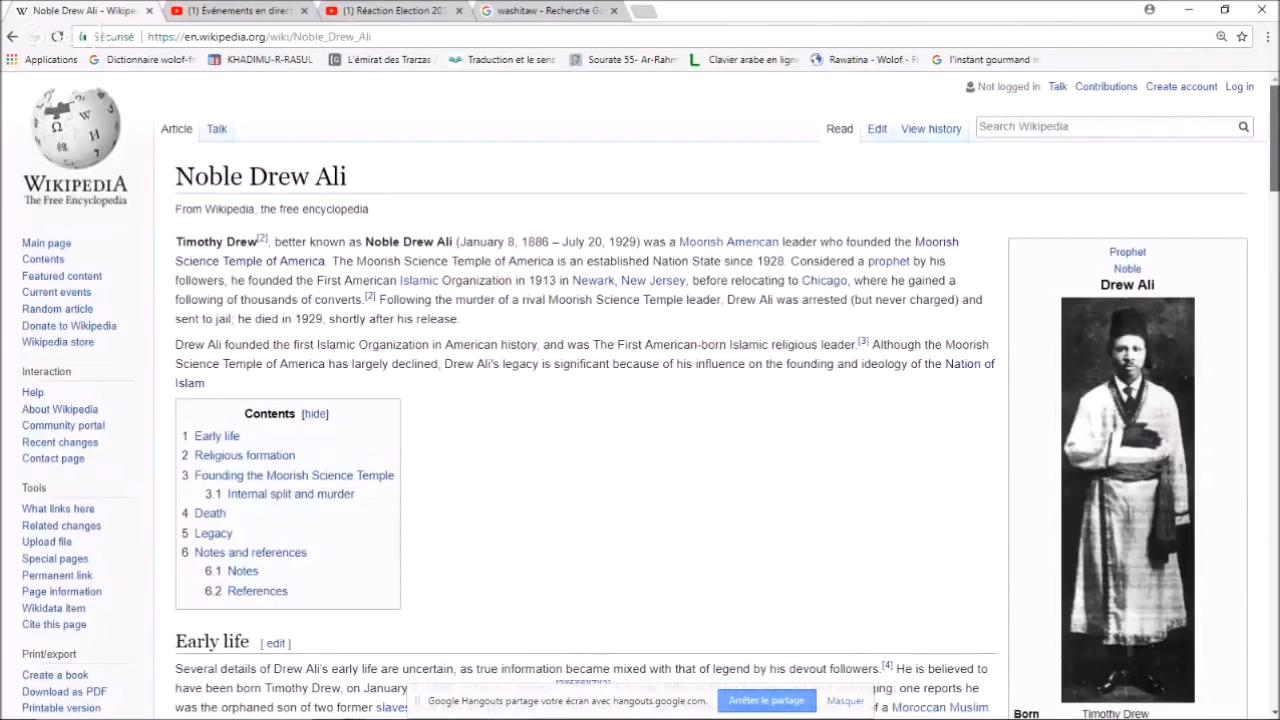 Noble Drew Ali - Wikipe
(1) Événements en direct
(1) Réaction Election 201
washitaw - Recherche G
Sécurisé
https://en.wikipedia.org/wiki/Noble_Drew_Ali
Applications
Dictionnaire wolof-fr
KHADIMU-R-RASUL
L'émirat des Trarzas
Traduction et le sens
Sourate 55- Ar-Rahm
Clavier arabe en ligne
Rawatina - Wolof - F
l'instant gourmand
Not logged in Talk Contributions Create account Log in
Article Talk
Read Edit View history
Search Wikipedia
WIKIPEDIA
The Free Encyclopedia
Main page
Contents
Featured content
Current events
Random article
Donate to Wikipedia
Wikipedia store
Interaction
Help
About Wikipedia
Community portal
Recent changes
Contact page
Tools
What links here
Related changes
Upload file
Special pages
Permanent link
Page information
Wikidata item
Cite this page
Print/export
Create a book
Download as PDF
Printable version
Noble Drew Ali
From Wikipedia, the free encyclopedia
Timothy Drew[2], better known as Noble Drew Ali (January 8, 1886 – July 20, 1929) was a Moorish American leader who founded the Moorish
Science Temple of America. The Moorish Science Temple of America is an established Nation State since 1928. Considered a prophet by his
followers, he founded the First American Islamic Organization in 1913 in Newark, New Jersey, before relocating to Chicago, where he gained a
following of thousands of converts.[2] Following the murder of a rival Moorish Science Temple leader, Drew Ali was arrested (but never charged) and
sent to jail; he died in 1929, shortly after his release.
Drew Ali founded the first Islamic Organization in American history, and was The First American-born Islamic religious leader.[3] Although the Moorish
Science Temple of America has largely declined, Drew Ali's legacy is significant because of his influence on the founding and ideology of the Nation of
Islam.
Contents [hide]
1 Early life
2 Religious formation
3 Founding the Moorish Science Temple
3.1 Internal split and murder
4 Death
5 Legacy
6 Notes and references
6.1 Notes
6.2 References
Early life [ edit ]
Several details of Drew Ali's early life are uncertain, as true information became mixed with that of legend by his devout followers.[4] He is believed to
have been born Timothy Drew, on January
ing: one reports he
was the orphaned son of two former slaves
f a Moroccan Muslim
Prophet
Noble
Drew Ali
Born Timothy Drew
Google Hangouts partage votre écran avec hangouts.google.com.
Arrêter le partage
Masquer